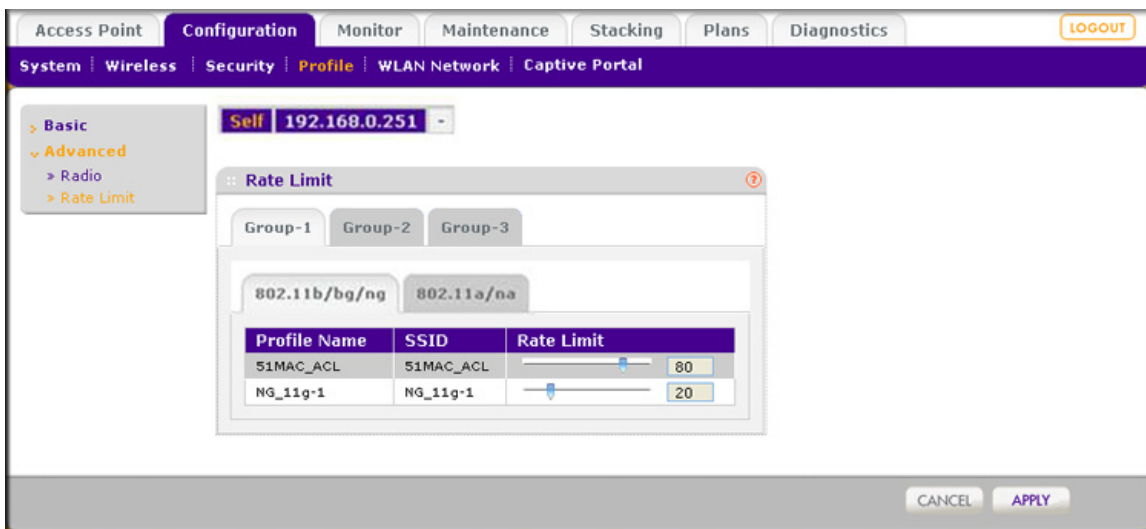 Access Point Configuration Monitor Maintenance Stacking Plans Diagnostics LOGOUT
System Wireless Security Profile WLAN Network Captive Portal
Basic
Advanced
» Radio
» Rate Limit
Self 192.168.0.251 -
Rate Limit ?
Group-1 Group-2 Group-3
802.11b/bg/ng 802.11a/na
Profile Name SSID Rate Limit
51MAC_ACL 51MAC_ACL 80
NG_11g-1 NG_11g-1 20
CANCEL APPLY